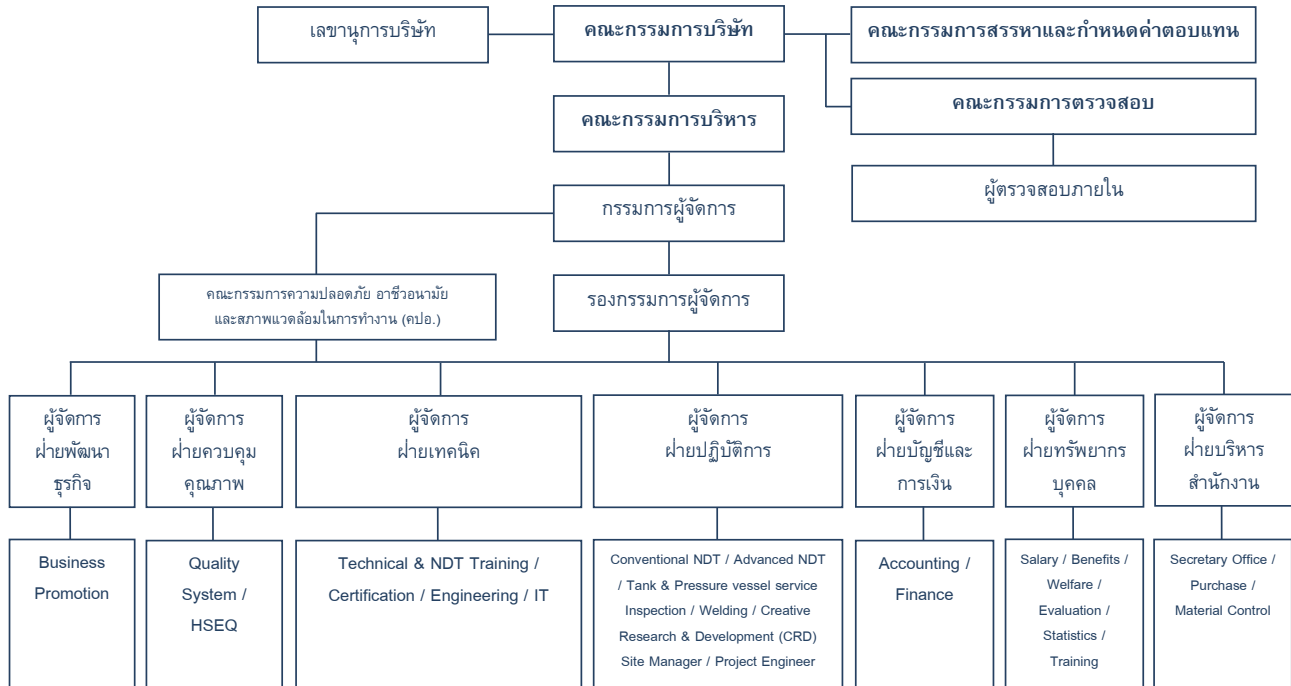 เลขานุการบริษัท
คณะกรรมการบริษัท
คณะกรรมการสรรหาและกำหนดค่าตอบแทน
คณะกรรมการตรวจสอบ
คณะกรรมการบริหาร
ผู้ตรวจสอบภายใน
กรรมการผู้จัดการ
คณะกรรมการความปลอดภัย อาชีวอนามัย
และสภาพแวดล้อมในการทำงาน (คปอ.)
รองกรรมการผู้จัดการ
ผู้จัดการ
ฝ่ายพัฒนา
ธุรกิจ
ผู้จัดการ
ฝ่ายควบคุม
คุณภาพ
ผู้จัดการ
ฝ่ายเทคนิค
ผู้จัดการ
ฝ่ายปฏิบัติการ
ผู้จัดการ
ฝ่ายบัญชีและ
การเงิน
ผู้จัดการ
ฝ่ายทรัพยากร
บุคคล
ผู้จัดการ
ฝ่ายบริหาร
สำนักงาน
Business
Promotion
Quality
System /
HSEQ
Technical & NDT Training /
Certification / Engineering / IT
Conventional NDT / Advanced NDT
/ Tank & Pressure vessel service
Inspection / Welding / Creative
Research & Development (CRD)
Site Manager / Project Engineer
Accounting /
Finance
Salary / Benefits /
Welfare /
Evaluation /
Statistics /
Training
Secretary Office /
Purchase /
Material Control